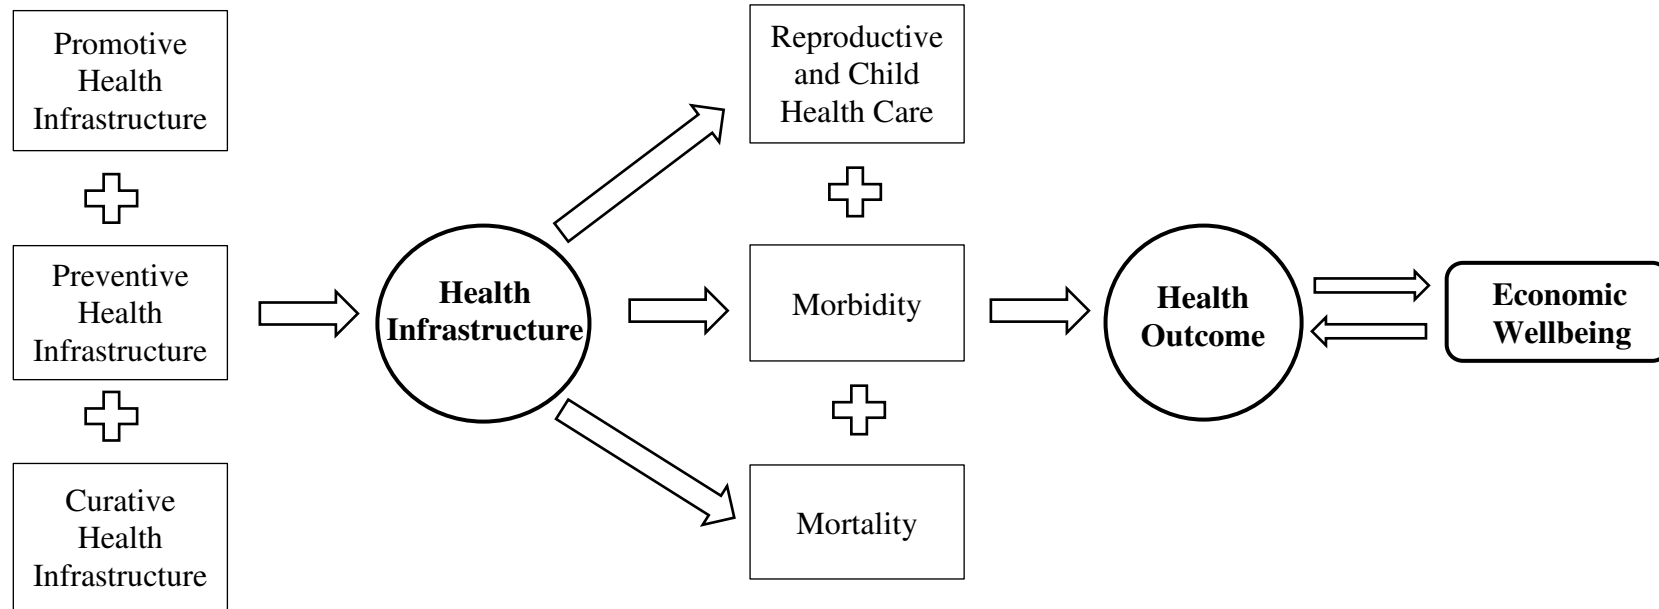 Promotive
Health
Infrastructure
Preventive
Health
Infrastructure
Curative
Health
Infrastructure
Health
Infrastructure
Reproductive
and Child
Health Care
Morbidity
Mortality
Health
Outcome
Economic
Wellbeing